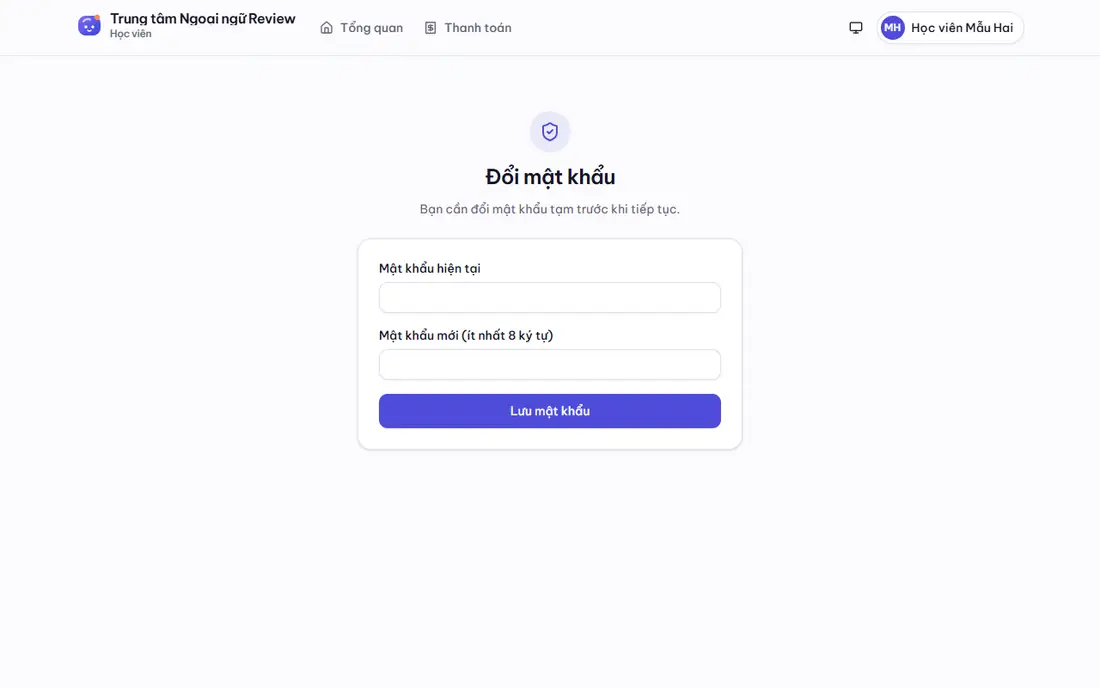 Trung tâm Ngoại ngữ Review
Học viên
Tổng quan
Thanh toán
MH
Học viên Mẫu Hai
Đổi mật khẩu
Bạn cần đổi mật khẩu tạm trước khi tiếp tục.
Mật khẩu hiện tại
Mật khẩu mới (ít nhất 8 ký tự)
Lưu mật khẩu